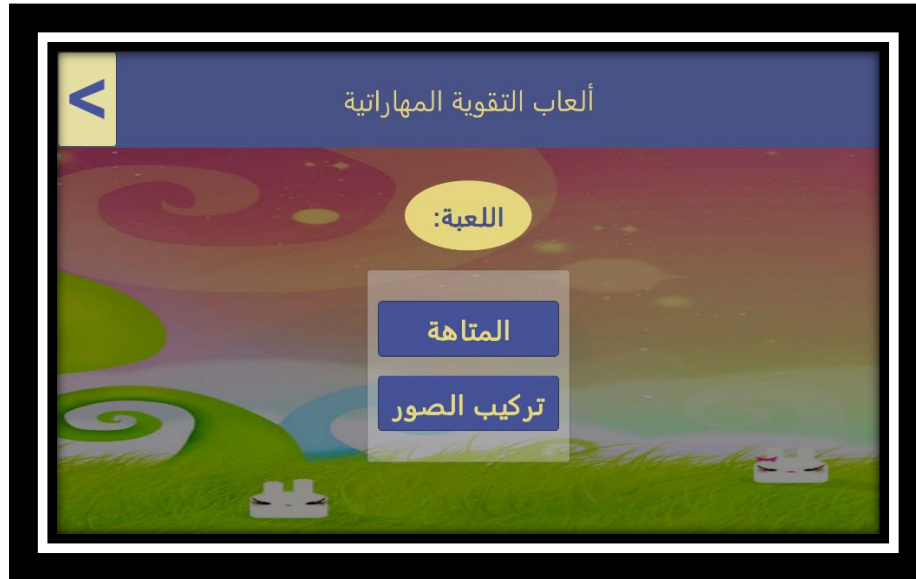 ألعاب التقوية المهاراتية
اللعبة:
المتاهة
تركيب الصور